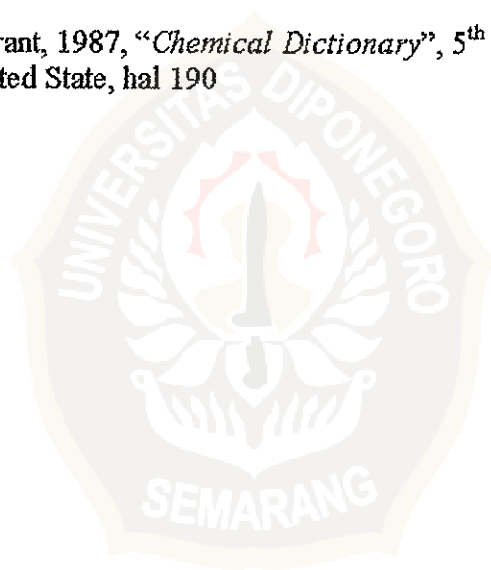 rant, 1987, “Chemical Dictionary”, 5th
ted State, hal 190
UNIVERSITAS DIPONEGORO
SEMARANG